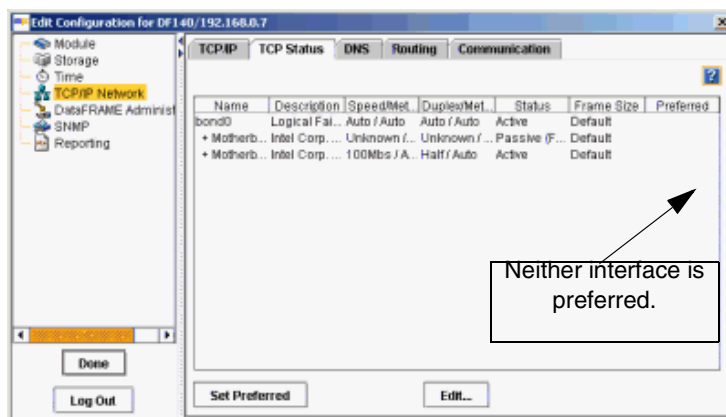 Edit Configuration for DF140/192.168.0.7
Module
Storage
Time
TCP/IP Network
DataFRAME Administ
SNMP
Reporting
TCP/IP TCP Status DNS Routing Communication
?
Name Description Speed/Met... Duplex/Met... Status Frame Size Preferred
bond0 Logical Fai... Auto / Auto Auto / Auto Active Default
+ Motherb... Intel Corp. ... Unknown /... Unknown /... Passive (F... Default
+ Motherb... Intel Corp. ... 100Mbs / A... Half / Auto Active Default
Neither interface is
preferred.
Done
Log Out
Set Preferred Edit...